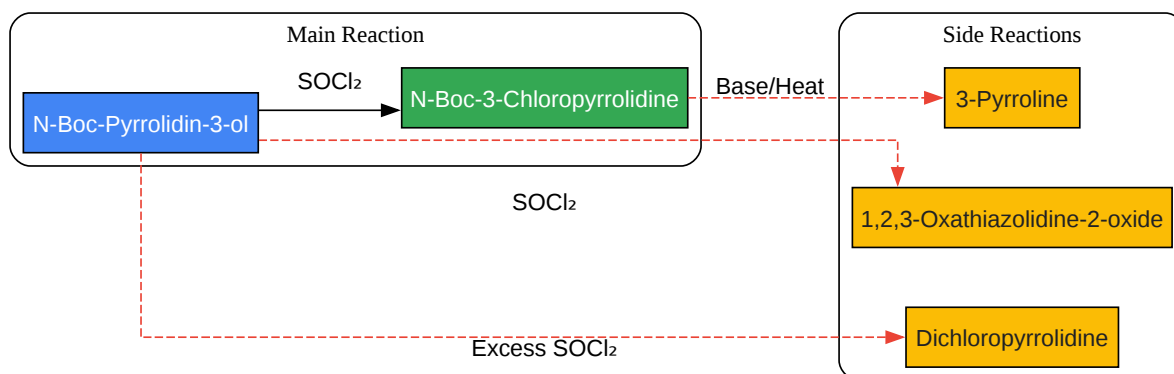 Main Reaction
Side Reactions
SOCl₂
N-Boc-3-Chloropyrrolidine
Base/Heat
3-Pyrroline
N-Boc-Pyrrolidin-3-ol
SOCl₂
1,2,3-Oxathiazolidine-2-oxide
Dichloropyrrolidine
Excess SOCl₂